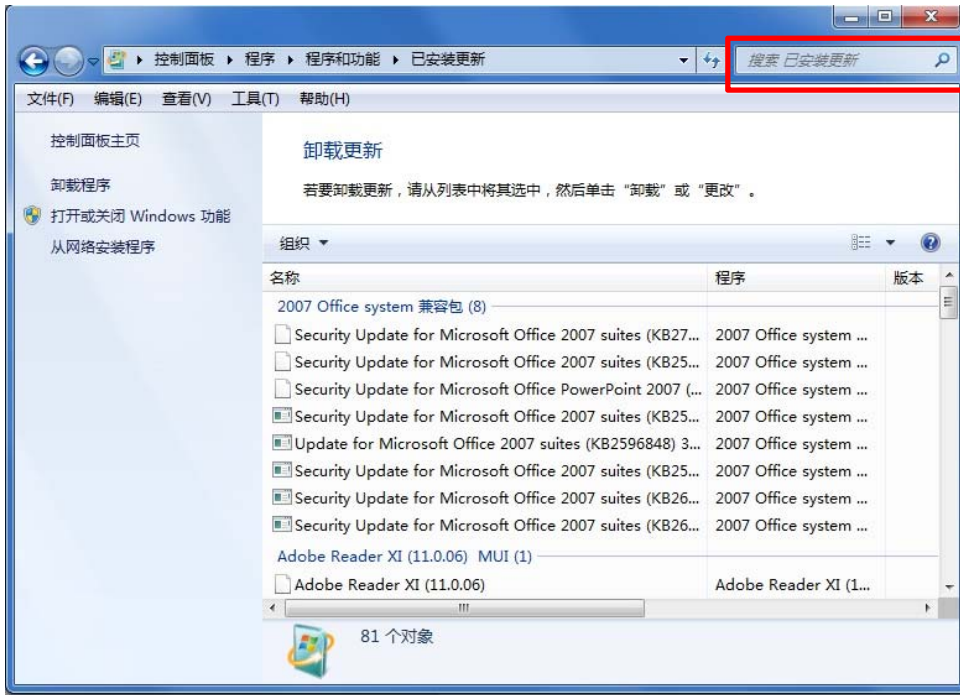 控制面板 程序 程序和功能 已安装更新 搜索 已安装更新
文件(F) 编辑(E) 查看(V) 工具(T) 帮助(H)
控制面板主页
卸载程序
打开或关闭 Windows 功能
从网络安装程序
卸载更新
若要卸载更新，请从列表中将其选中，然后单击“卸载”或“更改”。
组织
名称 程序 版本
2007 Office system 兼容包 (8)
Security Update for Microsoft Office 2007 suites (KB27... 2007 Office system ...
Security Update for Microsoft Office 2007 suites (KB25... 2007 Office system ...
Security Update for Microsoft Office PowerPoint 2007 (... 2007 Office system ...
Security Update for Microsoft Office 2007 suites (KB25... 2007 Office system ...
Update for Microsoft Office 2007 suites (KB2596848) 3... 2007 Office system ...
Security Update for Microsoft Office 2007 suites (KB25... 2007 Office system ...
Security Update for Microsoft Office 2007 suites (KB26... 2007 Office system ...
Security Update for Microsoft Office 2007 suites (KB26... 2007 Office system ...
Adobe Reader XI (11.0.06) MUI (1)
Adobe Reader XI (11.0.06) Adobe Reader XI (1...
81 个对象